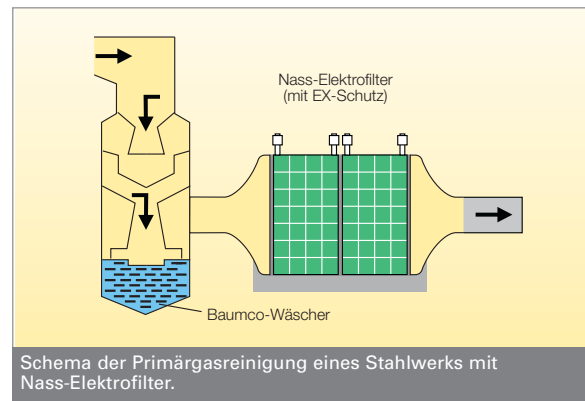 Nass-Elektrofilter
(mit EX-Schutz)
Baumco-Wäscher
Schema der Primärgasreinigung eines Stahlwerks mit
Nass-Elektrofilter.